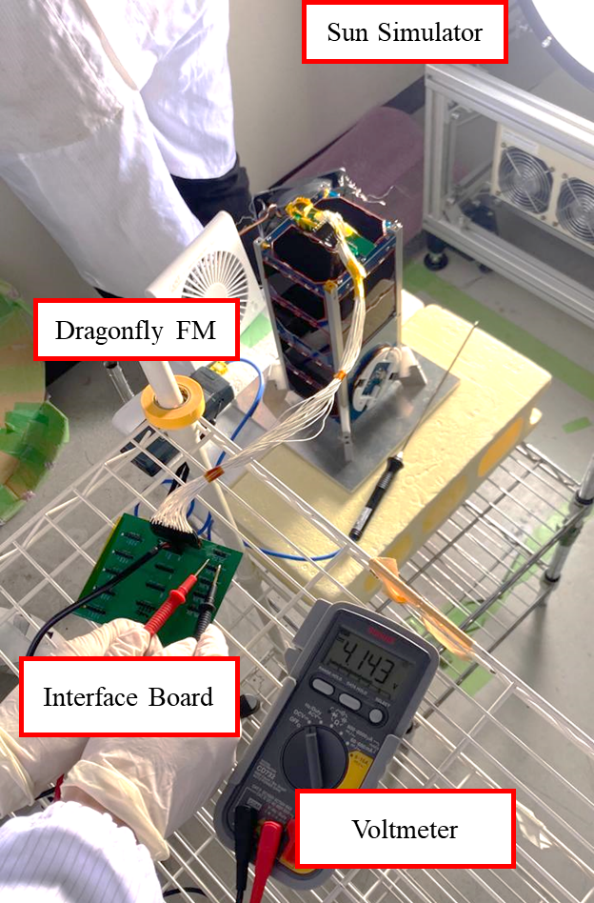 Sun Simulator
Dragonfly FM
4.143
Interface Board
Voltmeter